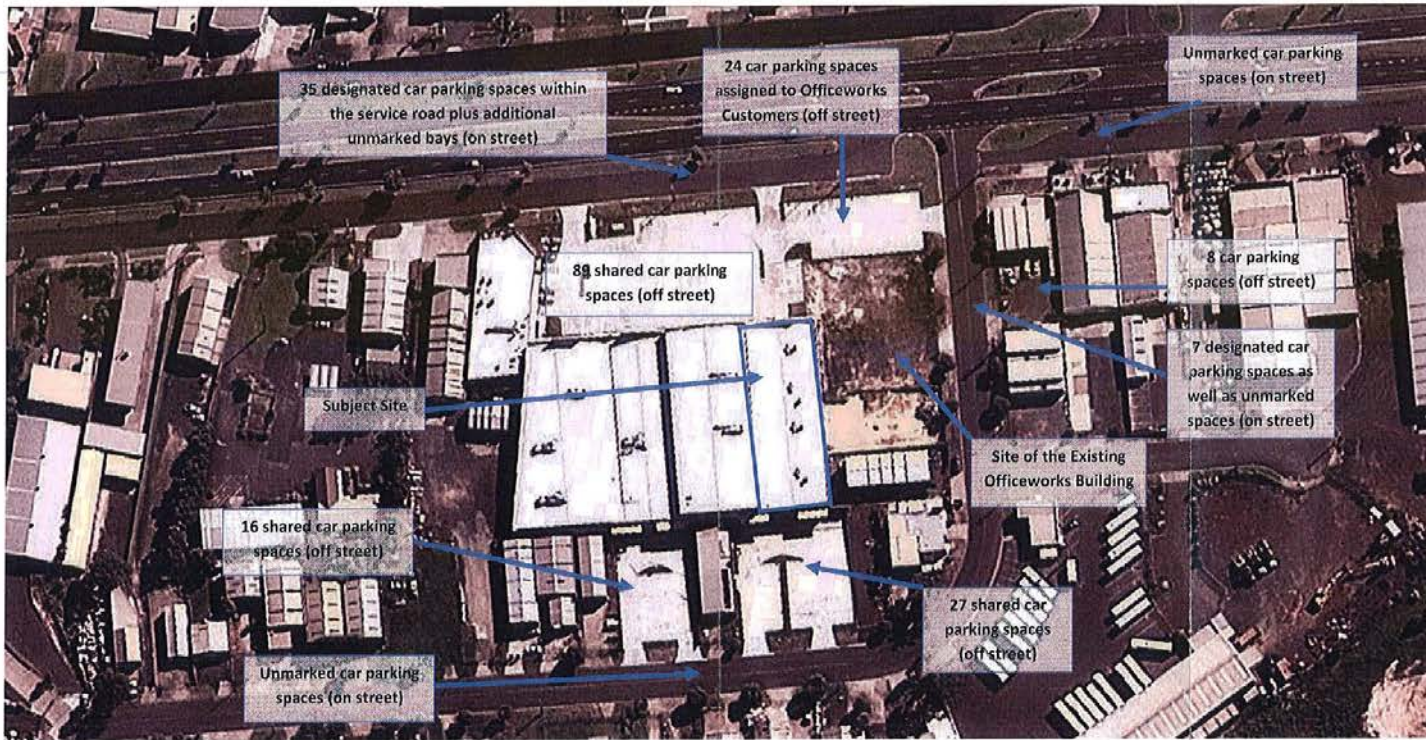 35 designated car parking spaces within
the service road plus additional
unmarked bays (on street)
24 car parking spaces
assigned to Officeworks
Customers (off street)
Unmarked car parking
spaces (on street)
89 shared car parking
spaces (off street)
8 car parking
spaces (off street)
7 designated car
parking spaces as
well as unmarked
spaces (on street)
Subject Site
Site of the Existing
Officeworks Building
16 shared car parking
spaces (off street)
27 shared car
parking spaces
(off street)
Unmarked car parking
spaces (on street)